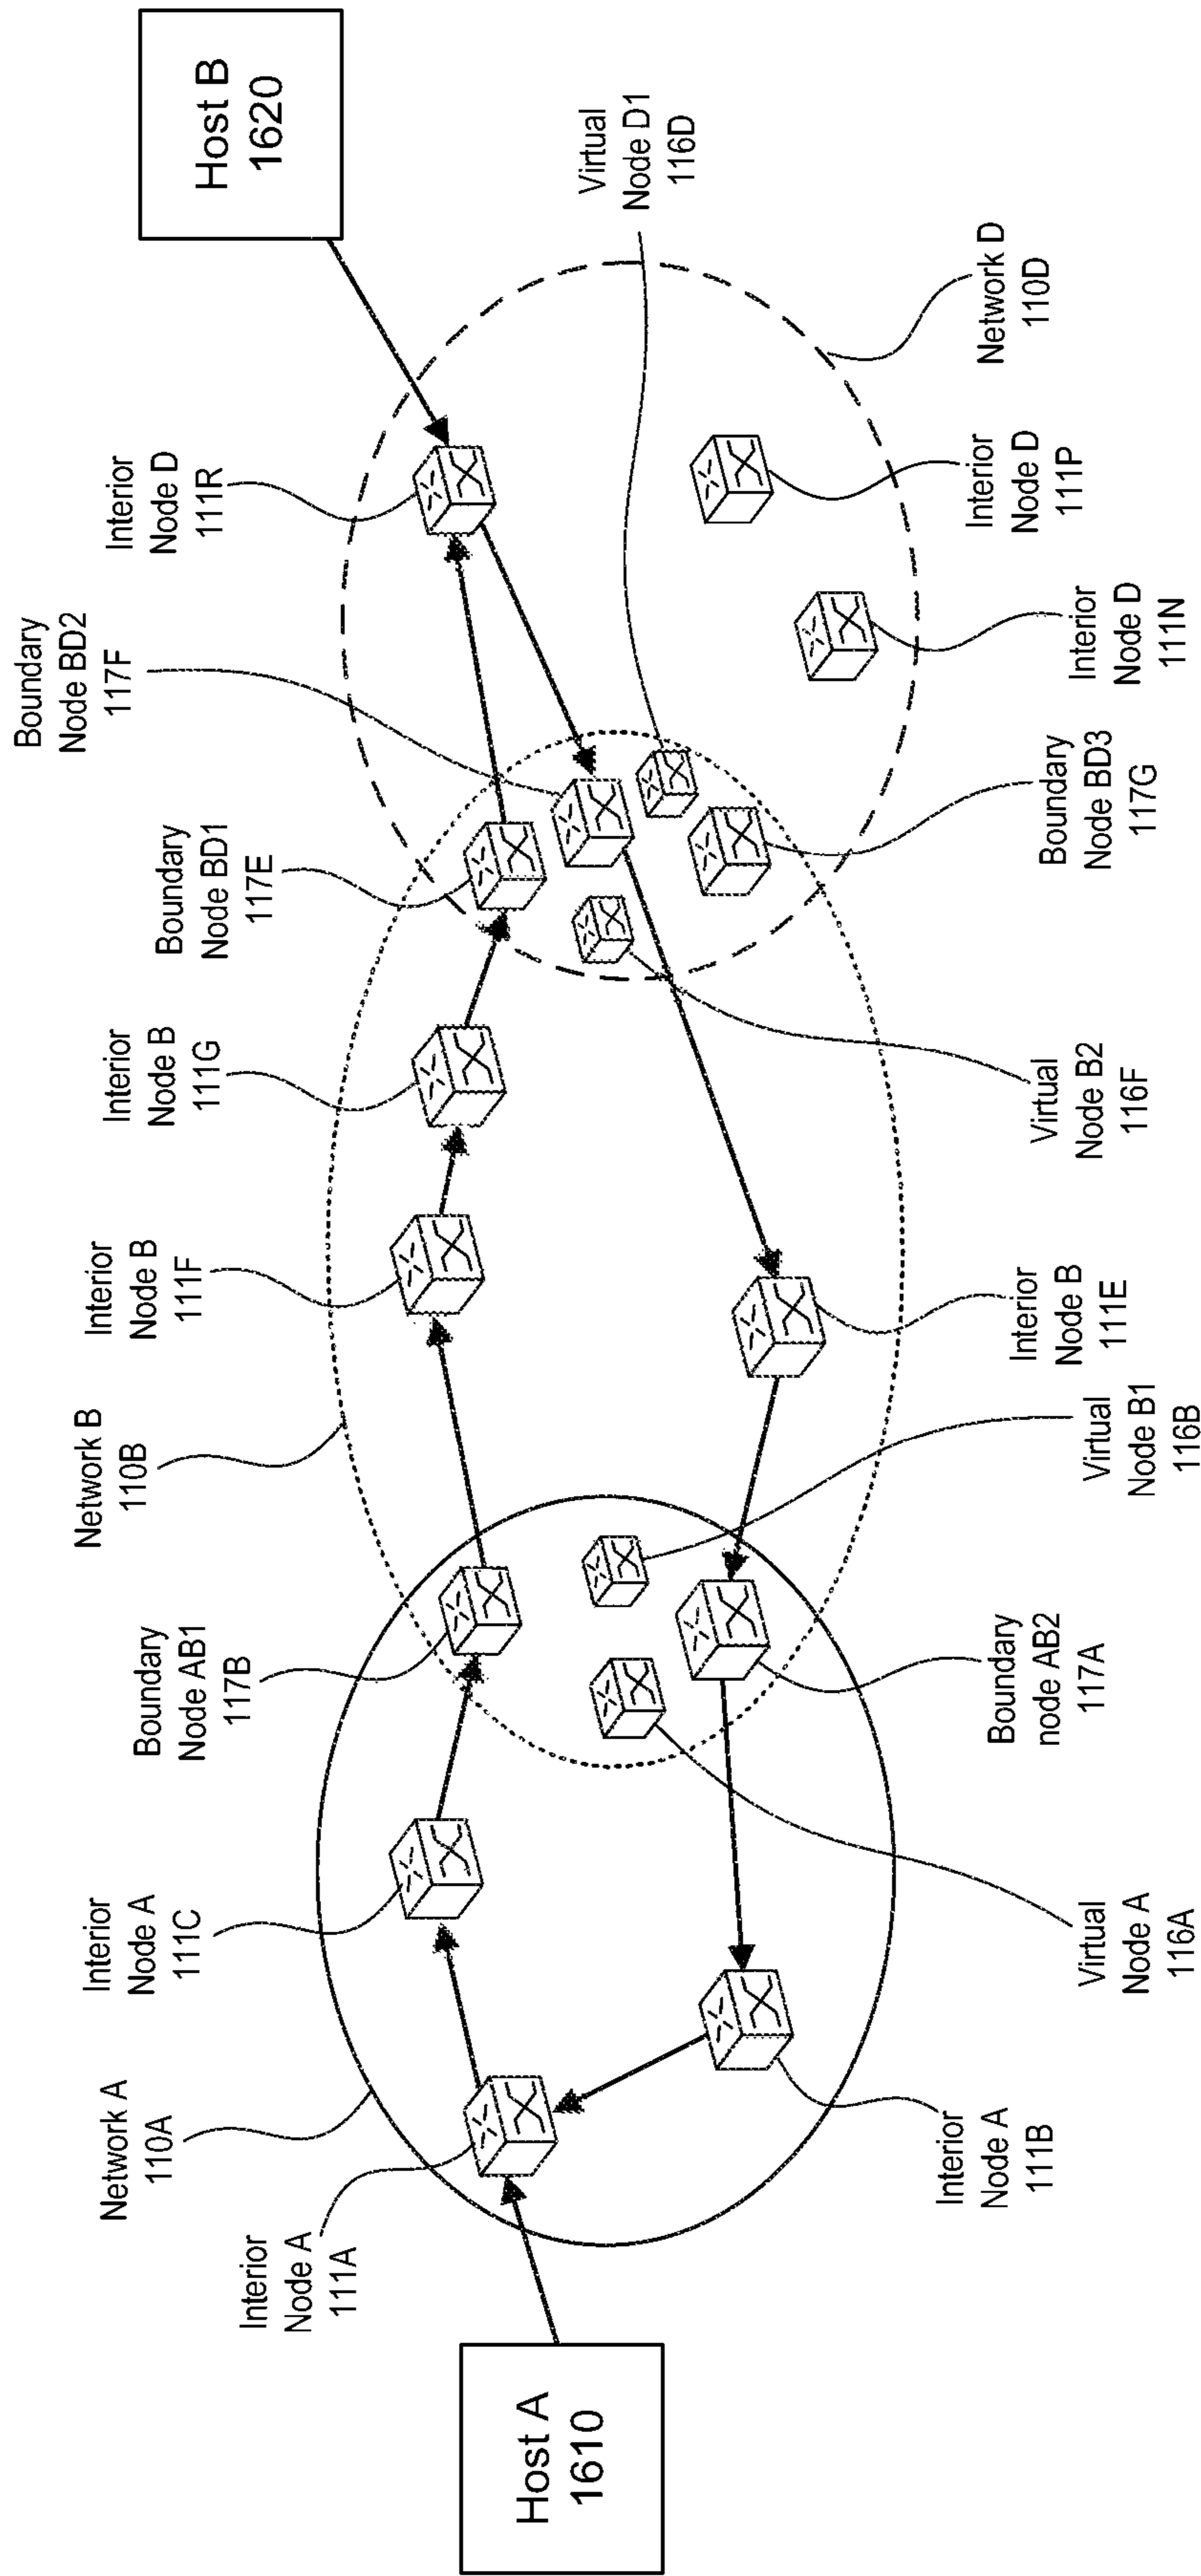 Host A
1610
Host B
1620
Interior
Node A
111A
Network A
110A
Interior
Node A
111C
Boundary
Node AB1
117B
Network B
110B
Interior
Node B
111F
Interior
Node B
111G
Boundary
Node BD1
117E
Boundary
Node BD2
117F
Interior
Node D
111R
Interior
Node A
111B
Virtual
Node A
116A
Boundary
node AB2
117A
Virtual
Node B1
116B
Interior
Node B
111E
Virtual
Node B2
116F
Boundary
Node BD3
117G
Interior
Node D
111N
Interior
Node D
111P
Network D
110D
Virtual
Node D1
116D